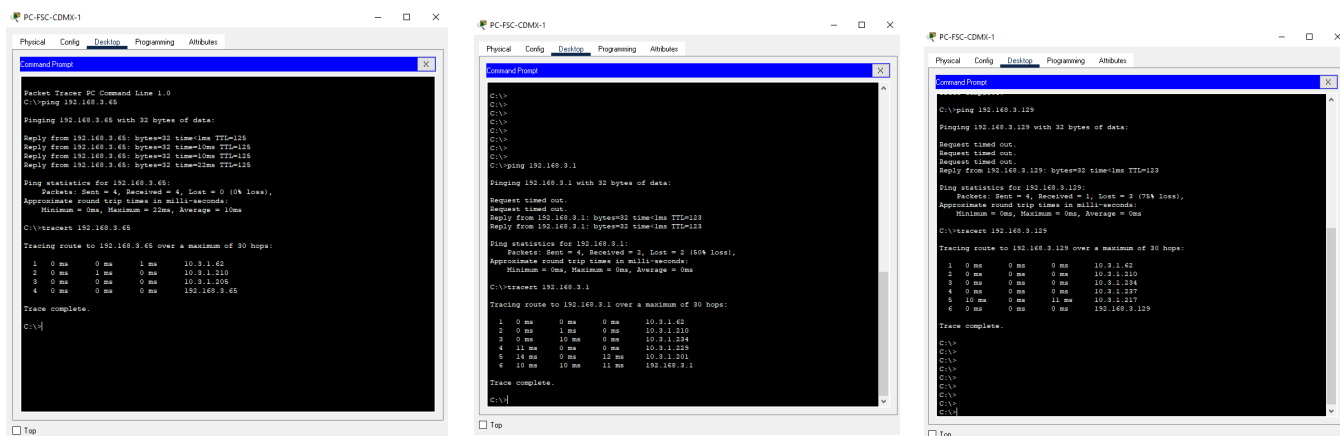 PC-FSC-CDMX-1
Physical Config Desktop Programming Attributes
Command Prompt X
Packet Tracer PC Command Line 1.0
C:\>ping 192.168.3.65
Pinging 192.168.3.65 with 32 bytes of data:
Reply from 192.168.3.65: bytes=32 time<1ms TTL=125
Reply from 192.168.3.65: bytes=32 time=10ms TTL=125
Reply from 192.168.3.65: bytes=32 time=10ms TTL=125
Reply from 192.168.3.65: bytes=32 time=22ms TTL=125
Ping statistics for 192.168.3.65:
Packets: Sent = 4, Received = 4, Lost = 0 (0% loss),
Approximate round trip times in milli-seconds:
Minimum = 0ms, Maximum = 22ms, Average = 10ms
C:\>tracert 192.168.3.65
Tracing route to 192.168.3.65 over a maximum of 30 hops:
1 0 ms 0 ms 1 ms 10.3.1.62
2 0 ms 1 ms 0 ms 10.3.1.210
3 0 ms 0 ms 0 ms 10.3.1.205
4 0 ms 0 ms 0 ms 192.168.3.65
Trace complete.
C:\>
Top
PC-FSC-CDMX-1
Physical Config Desktop Programming Attributes
Command Prompt X
C:\>
C:\>
C:\>
C:\>
C:\>
C:\>
C:\>
C:\>ping 192.168.3.1
Pinging 192.168.3.1 with 32 bytes of data:
Request timed out.
Request timed out.
Reply from 192.168.3.1: bytes=32 time<1ms TTL=123
Reply from 192.168.3.1: bytes=32 time<1ms TTL=123
Ping statistics for 192.168.3.1:
Packets: Sent = 4, Received = 2, Lost = 2 (50% loss),
Approximate round trip times in milli-seconds:
Minimum = 0ms, Maximum = 0ms, Average = 0ms
C:\>tracert 192.168.3.1
Tracing route to 192.168.3.1 over a maximum of 30 hops:
1 0 ms 0 ms 0 ms 10.3.1.62
2 0 ms 1 ms 0 ms 10.3.1.210
3 0 ms 10 ms 0 ms 10.3.1.234
4 11 ms 0 ms 0 ms 10.3.1.229
5 14 ms 0 ms 12 ms 10.3.1.201
6 10 ms 10 ms 11 ms 192.168.3.1
Trace complete.
C:\>
Top
PC-FSC-CDMX-1
Physical Config Desktop Programming Attributes
Command Prompt X
C:\>ping 192.168.3.129
Pinging 192.168.3.129 with 32 bytes of data:
Request timed out.
Request timed out.
Request timed out.
Reply from 192.168.3.129: bytes=32 time<1ms TTL=123
Ping statistics for 192.168.3.129:
Packets: Sent = 4, Received = 1, Lost = 3 (75% loss),
Approximate round trip times in milli-seconds:
Minimum = 0ms, Maximum = 0ms, Average = 0ms
C:\>tracert 192.168.3.129
Tracing route to 192.168.3.129 over a maximum of 30 hops:
1 0 ms 0 ms 0 ms 10.3.1.62
2 0 ms 0 ms 0 ms 10.3.1.210
3 0 ms 0 ms 0 ms 10.3.1.234
4 0 ms 0 ms 0 ms 10.3.1.237
5 10 ms 0 ms 11 ms 10.3.1.217
6 0 ms 0 ms 0 ms 192.168.3.129
Trace complete.
C:\>
C:\>
C:\>
C:\>
C:\>
C:\>
C:\>
C:\>
C:\>
Top